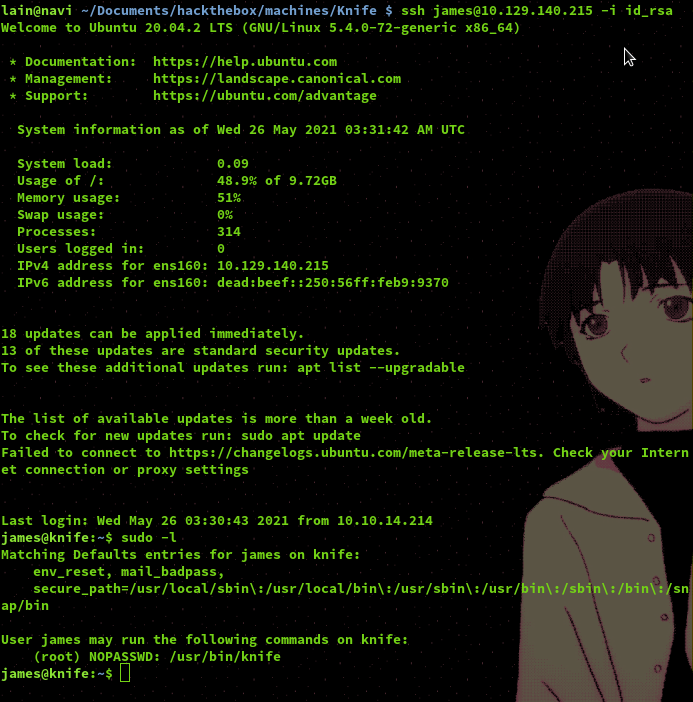 lain@navi ~/Documents/hackthebox/machines/Knife $ ssh james@10.129.140.215 -i id_rsa
Welcome to Ubuntu 20.04.2 LTS (GNU/Linux 5.4.0-72-generic x86_64)
* Documentation: https://help.ubuntu.com
* Management: https://landscape.canonical.com
* Support: https://ubuntu.com/advantage
System information as of Wed 26 May 2021 03:31:42 AM UTC
System load: 0.09
Usage of /: 48.9% of 9.72GB
Memory usage: 51%
Swap usage: 0%
Processes: 314
Users logged in: 0
IPv4 address for ens160: 10.129.140.215
IPv6 address for ens160: dead:beef::250:56ff:feb9:9370
18 updates can be applied immediately.
13 of these updates are standard security updates.
To see these additional updates run: apt list --upgradable
The list of available updates is more than a week old.
To check for new updates run: sudo apt update
Failed to connect to https://changelogs.ubuntu.com/meta-release-lts. Check your Intern
et connection or proxy settings
Last login: Wed May 26 03:30:43 2021 from 10.10.14.214
james@knife:~$ sudo -l
Matching Defaults entries for james on knife:
env_reset, mail_badpass,
secure_path=/usr/local/sbin\:/usr/local/bin\:/usr/sbin\:/usr/bin\:/sbin\:/bin\:/sn
ap/bin
User james may run the following commands on knife:
(root) NOPASSWD: /usr/bin/knife
james@knife:~$